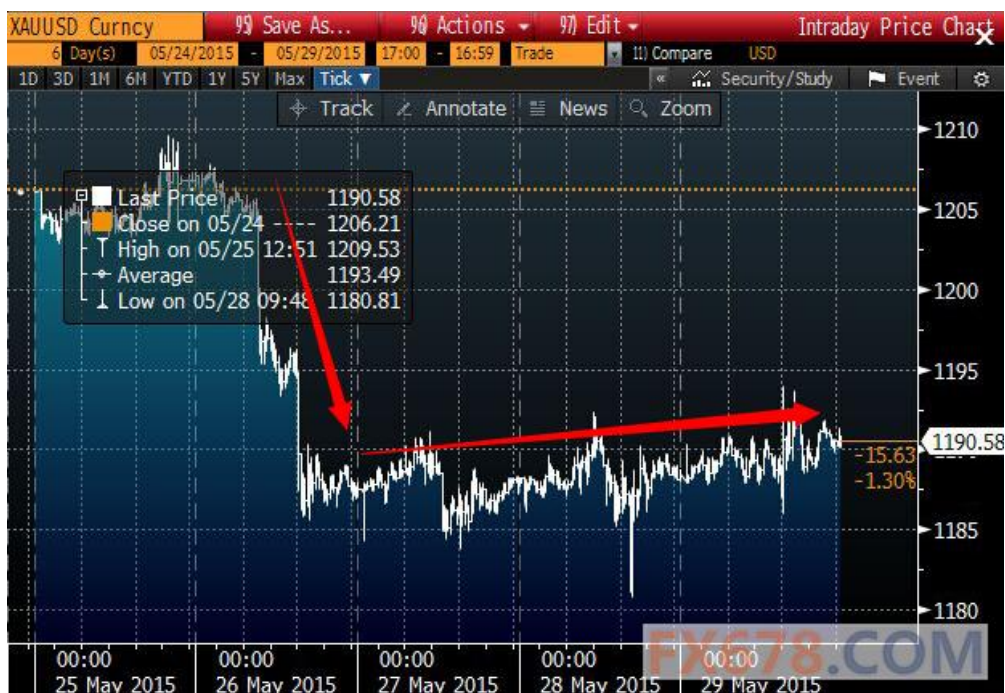 XAUUSD Curncy 95) Save As... 96) Actions 97) Edit Intraday Price Chart
6 Day(s) 05/24/2015 - 05/29/2015 17:00 - 16:59 Trade 11) Compare USD
1D 3D 1M 6M YTD 1Y 5Y Max Tick ▼ « Security/Study Event
Track Annotate News Zoom
Last Price 1190.58
Close on 05/24 ---- 1206.21
High on 05/25 12:51 1209.53
Average 1193.49
Low on 05/28 09:48 1180.81
1210
1205
1200
1195
1190.58
-15.63
-1.30%
1185
1180
FX678.COM
00:00 00:00 00:00 00:00 00:00
25 May 2015 26 May 2015 27 May 2015 28 May 2015 29 May 2015